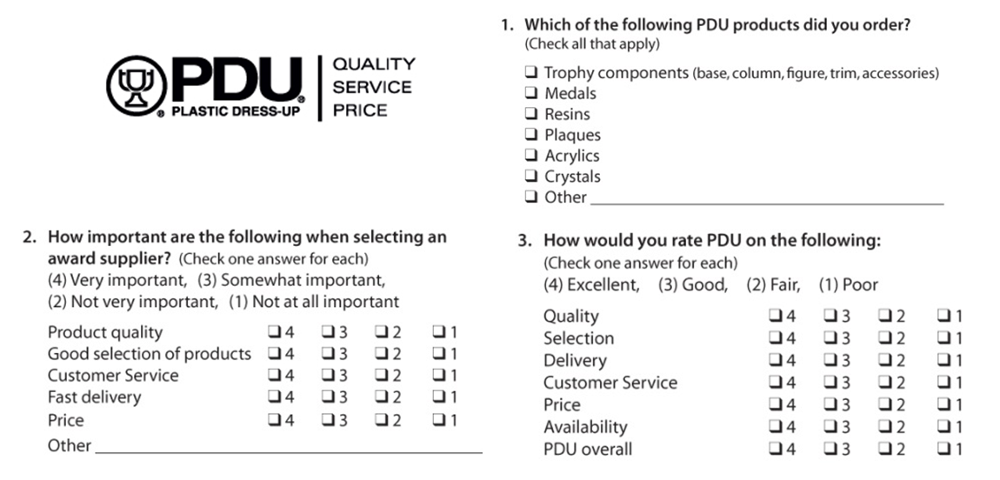 PDU®
PLASTIC DRESS-UP
®
QUALITY
SERVICE
PRICE
1. Which of the following PDU products did you order?
(Check all that apply)
❑ Trophy components (base, column, figure, trim, accessories)
❑ Medals
❑ Resins
❑ Plaques
❑ Acrylics
❑ Crystals
❑ Other
2. How important are the following when selecting an
award supplier? (Check one answer for each)
(4) Very important, (3) Somewhat important,
(2) Not very important, (1) Not at all important
Product quality ❑ 4 ❑ 3 ❑ 2 ❑ 1
Good selection of products ❑ 4 ❑ 3 ❑ 2 ❑ 1
Customer Service ❑ 4 ❑ 3 ❑ 2 ❑ 1
Fast delivery ❑ 4 ❑ 3 ❑ 2 ❑ 1
Price ❑ 4 ❑ 3 ❑ 2 ❑ 1
Other
3. How would you rate PDU on the following:
(Check one answer for each)
(4) Excellent, (3) Good, (2) Fair, (1) Poor
Quality ❑ 4 ❑ 3 ❑ 2 ❑ 1
Selection ❑ 4 ❑ 3 ❑ 2 ❑ 1
Delivery ❑ 4 ❑ 3 ❑ 2 ❑ 1
Customer Service ❑ 4 ❑ 3 ❑ 2 ❑ 1
Price ❑ 4 ❑ 3 ❑ 2 ❑ 1
Availability ❑ 4 ❑ 3 ❑ 2 ❑ 1
PDU overall ❑ 4 ❑ 3 ❑ 2 ❑ 1